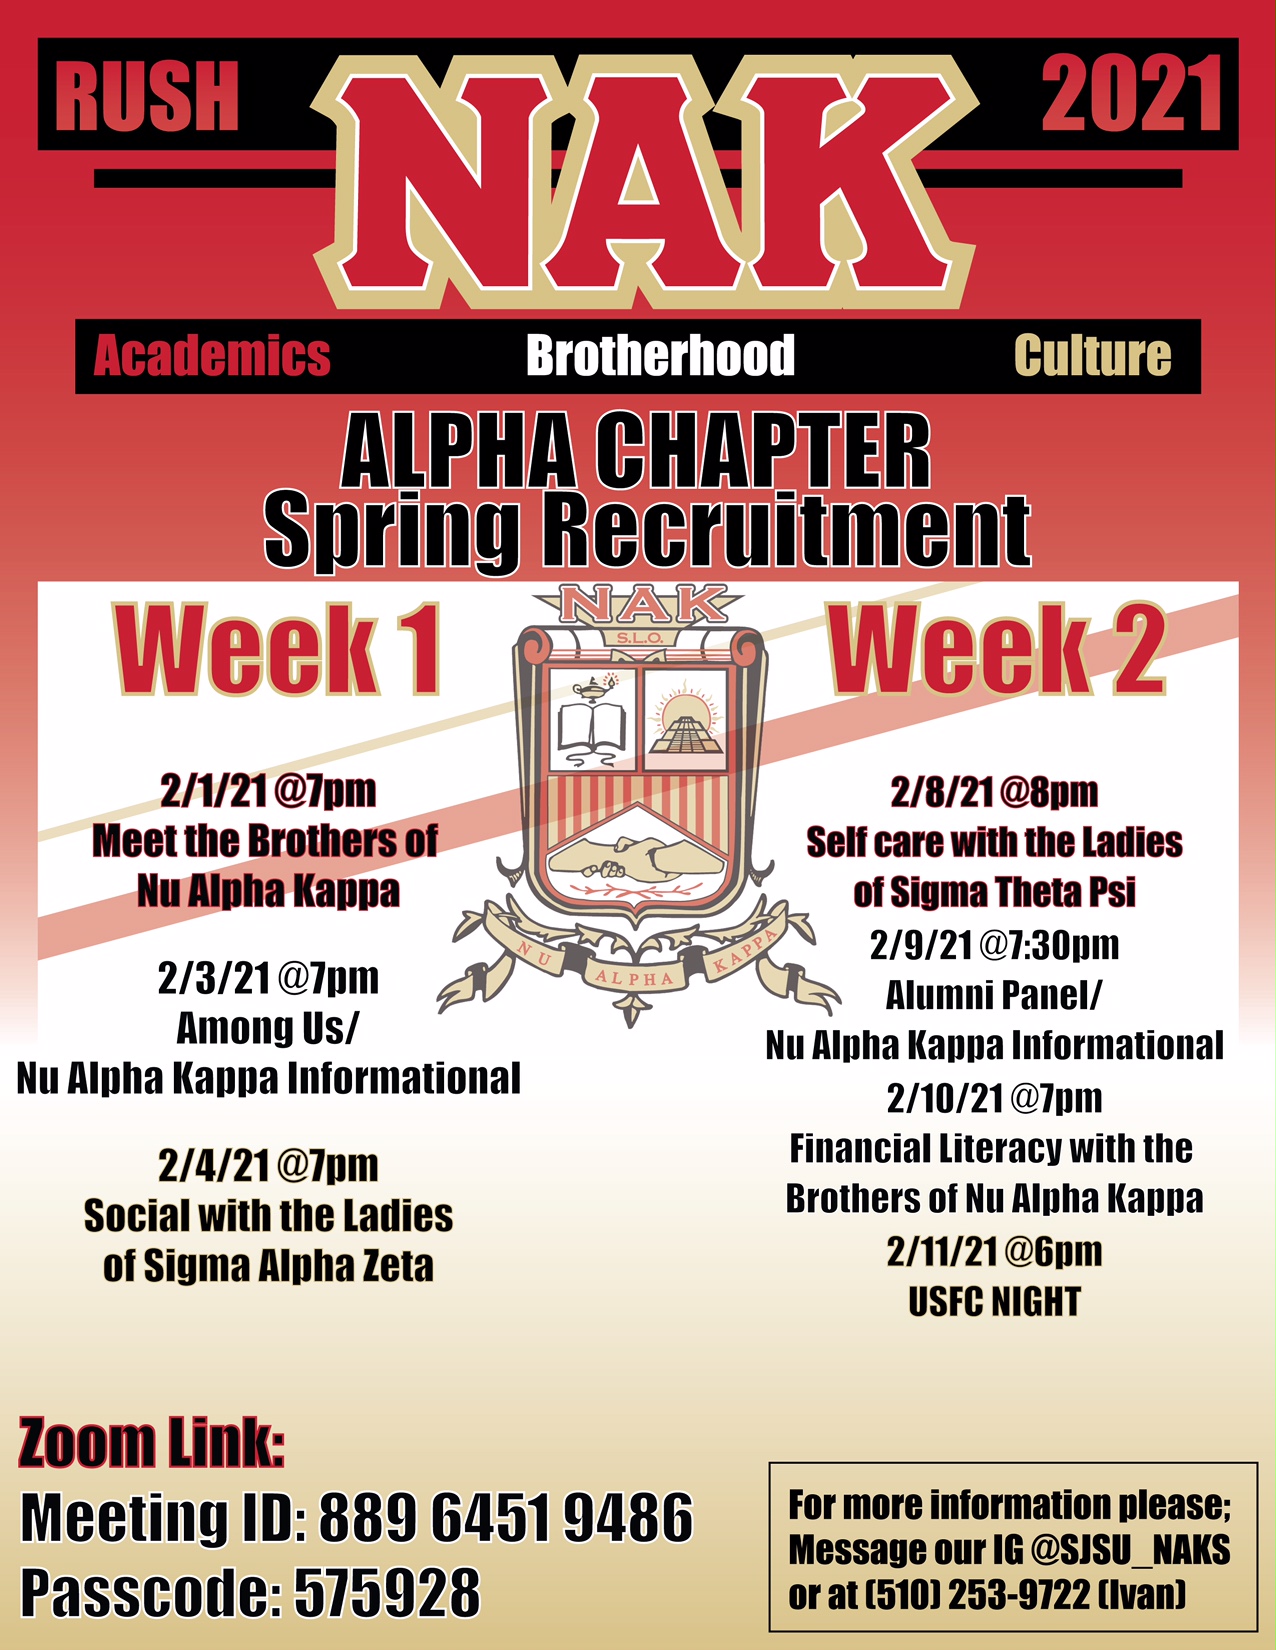 RUSH
NAK
2021
Academics
Brotherhood
Culture
ALPHA CHAPTER
Spring Recruitment
Week 1
2/1/21 @7pm
Meet the Brothers of
Nu Alpha Kappa
2/3/21 @7pm
Among Us/
Nu Alpha Kappa Informational
2/4/21 @7pm
Social with the Ladies
of Sigma Alpha Zeta
NAK
S.L.O.
NU ALPHA KAPPA
Week 2
2/8/21 @8pm
Self care with the Ladies
of Sigma Theta Psi
2/9/21 @7:30pm
Alumni Panel/
Nu Alpha Kappa Informational
2/10/21 @7pm
Financial Literacy with the
Brothers of Nu Alpha Kappa
2/11/21 @6pm
USFC NIGHT
Zoom Link:
Meeting ID: 889 6451 9486
Passcode: 575928
For more information please;
Message our IG @SJSU_NAKS
or at (510) 253-9722 (Ivan)